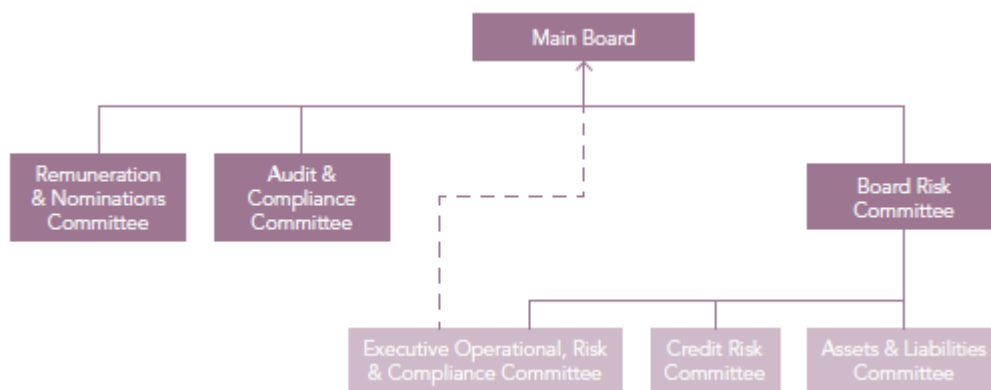 Main Board
Remuneration
& Nominations
Committee
Audit &
Compliance
Committee
Board Risk
Committee
Executive Operational, Risk
& Compliance Committee
Credit Risk
Committee
Assets & Liabilities
Committee